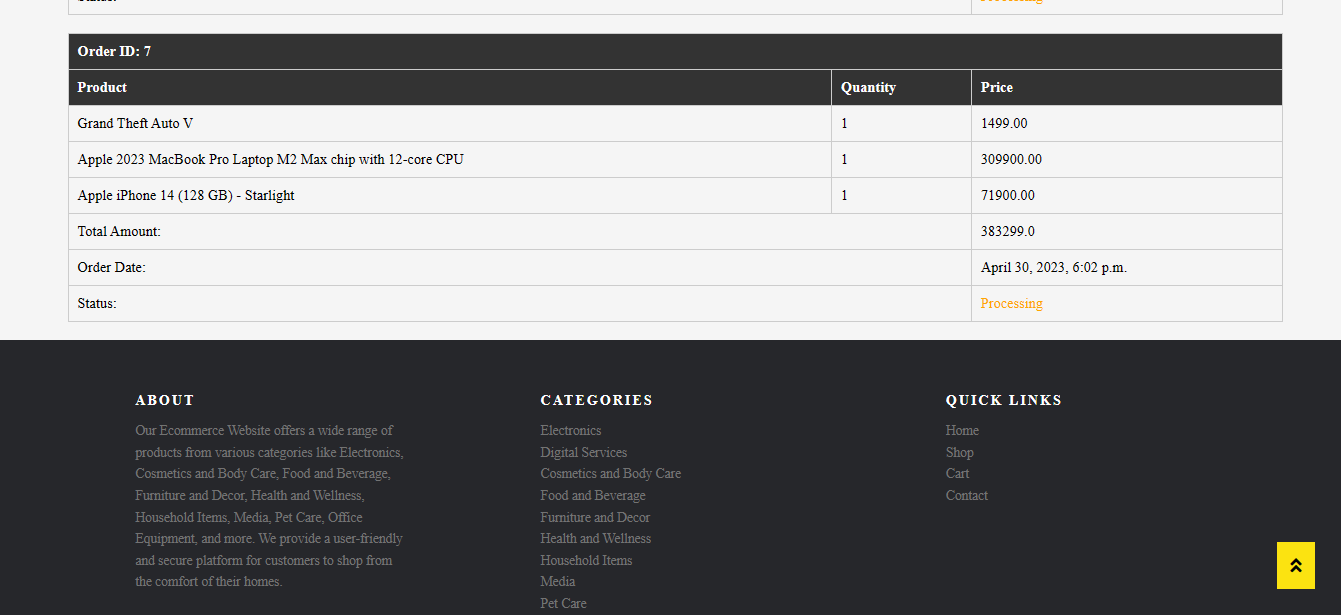 Status: Processing
Order ID: 7
Product Quantity Price
Grand Theft Auto V 1 1499.00
Apple 2023 MacBook Pro Laptop M2 Max chip with 12-core CPU 1 309900.00
Apple iPhone 14 (128 GB) - Starlight 1 71900.00
Total Amount: 383299.0
Order Date: April 30, 2023, 6:02 p.m.
Status: Processing
ABOUT
Our Ecommerce Website offers a wide range of
products from various categories like Electronics,
Cosmetics and Body Care, Food and Beverage,
Furniture and Decor, Health and Wellness,
Household Items, Media, Pet Care, Office
Equipment, and more. We provide a user-friendly
and secure platform for customers to shop from
the comfort of their homes.
CATEGORIES
Electronics
Digital Services
Cosmetics and Body Care
Food and Beverage
Furniture and Decor
Health and Wellness
Household Items
Media
Pet Care
QUICK LINKS
Home
Shop
Cart
Contact